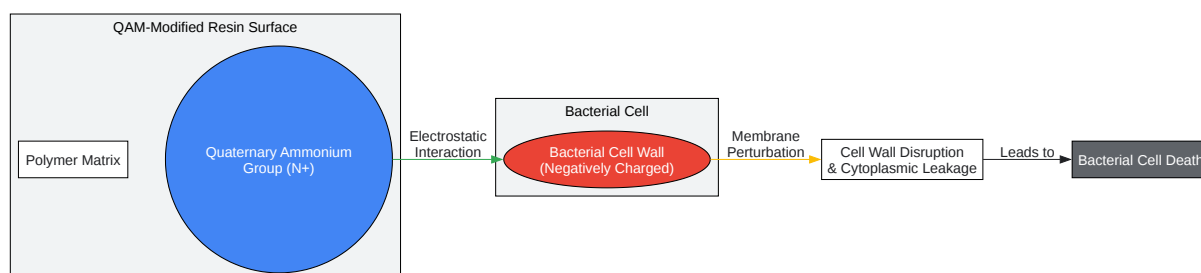 QAM-Modified Resin Surface
Polymer Matrix
Quaternary Ammonium
Group (N+)
Electrostatic
Interaction
Bacterial Cell
Bacterial Cell Wall
(Negatively Charged)
Membrane
Perturbation
Cell Wall Disruption
& Cytoplasmic Leakage
Leads to
Bacterial Cell Death